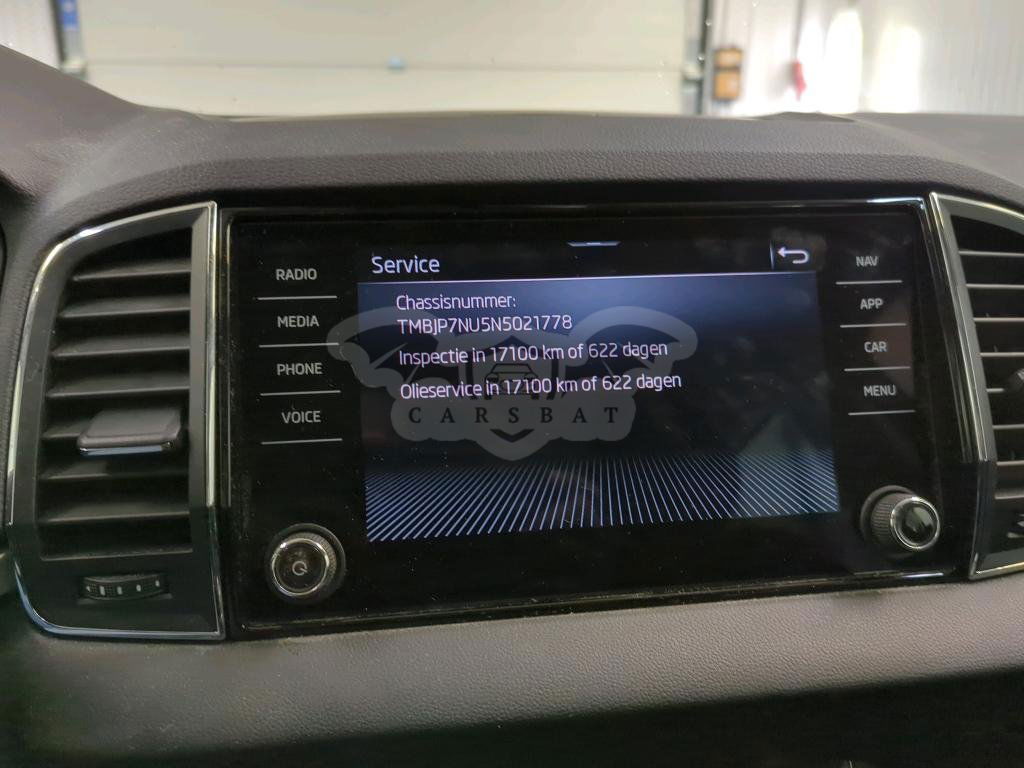 Service
RADIO
MEDIA
PHONE
VOICE
Chassisnummer:
TMBJP7NU5N5021778
Inspectie in 17100 km of 622 dagen
Olieservice in 17100 km of 622 dagen
CARSBAT
NAV
APP
CAR
MENU